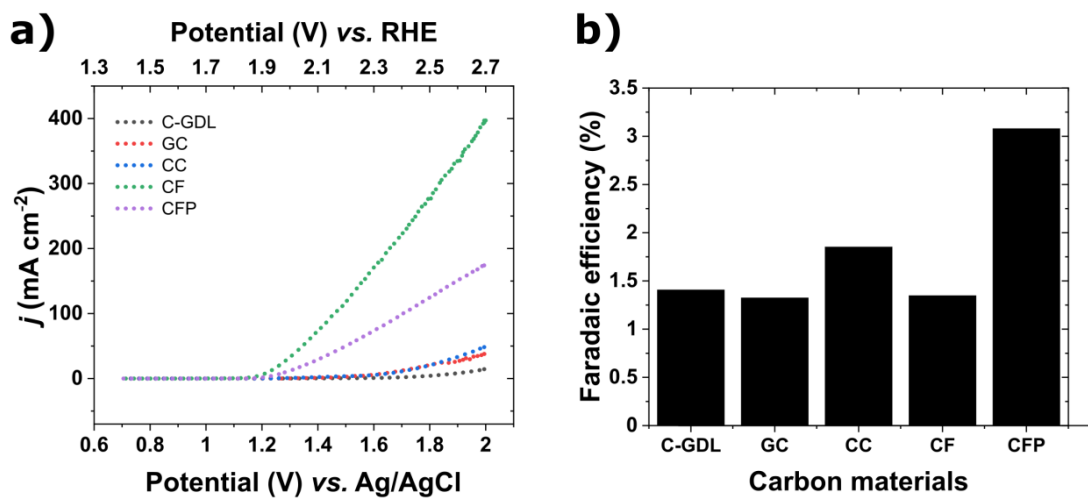 a)
Potential (V) vs. RHE
1.3 1.5 1.7 1.9 2.1 2.3 2.5 2.7
C-GDL
GC
CC
CF
CFP
400
300
200
100
0
j (mA cm⁻²)
0.6 0.8 1 1.2 1.4 1.6 1.8 2
Potential (V) vs. Ag/AgCl
b)
3.5
3
2.5
2
1.5
1
0.5
0
Faradaic efficiency (%)
C-GDL GC CC CF CFP
Carbon materials